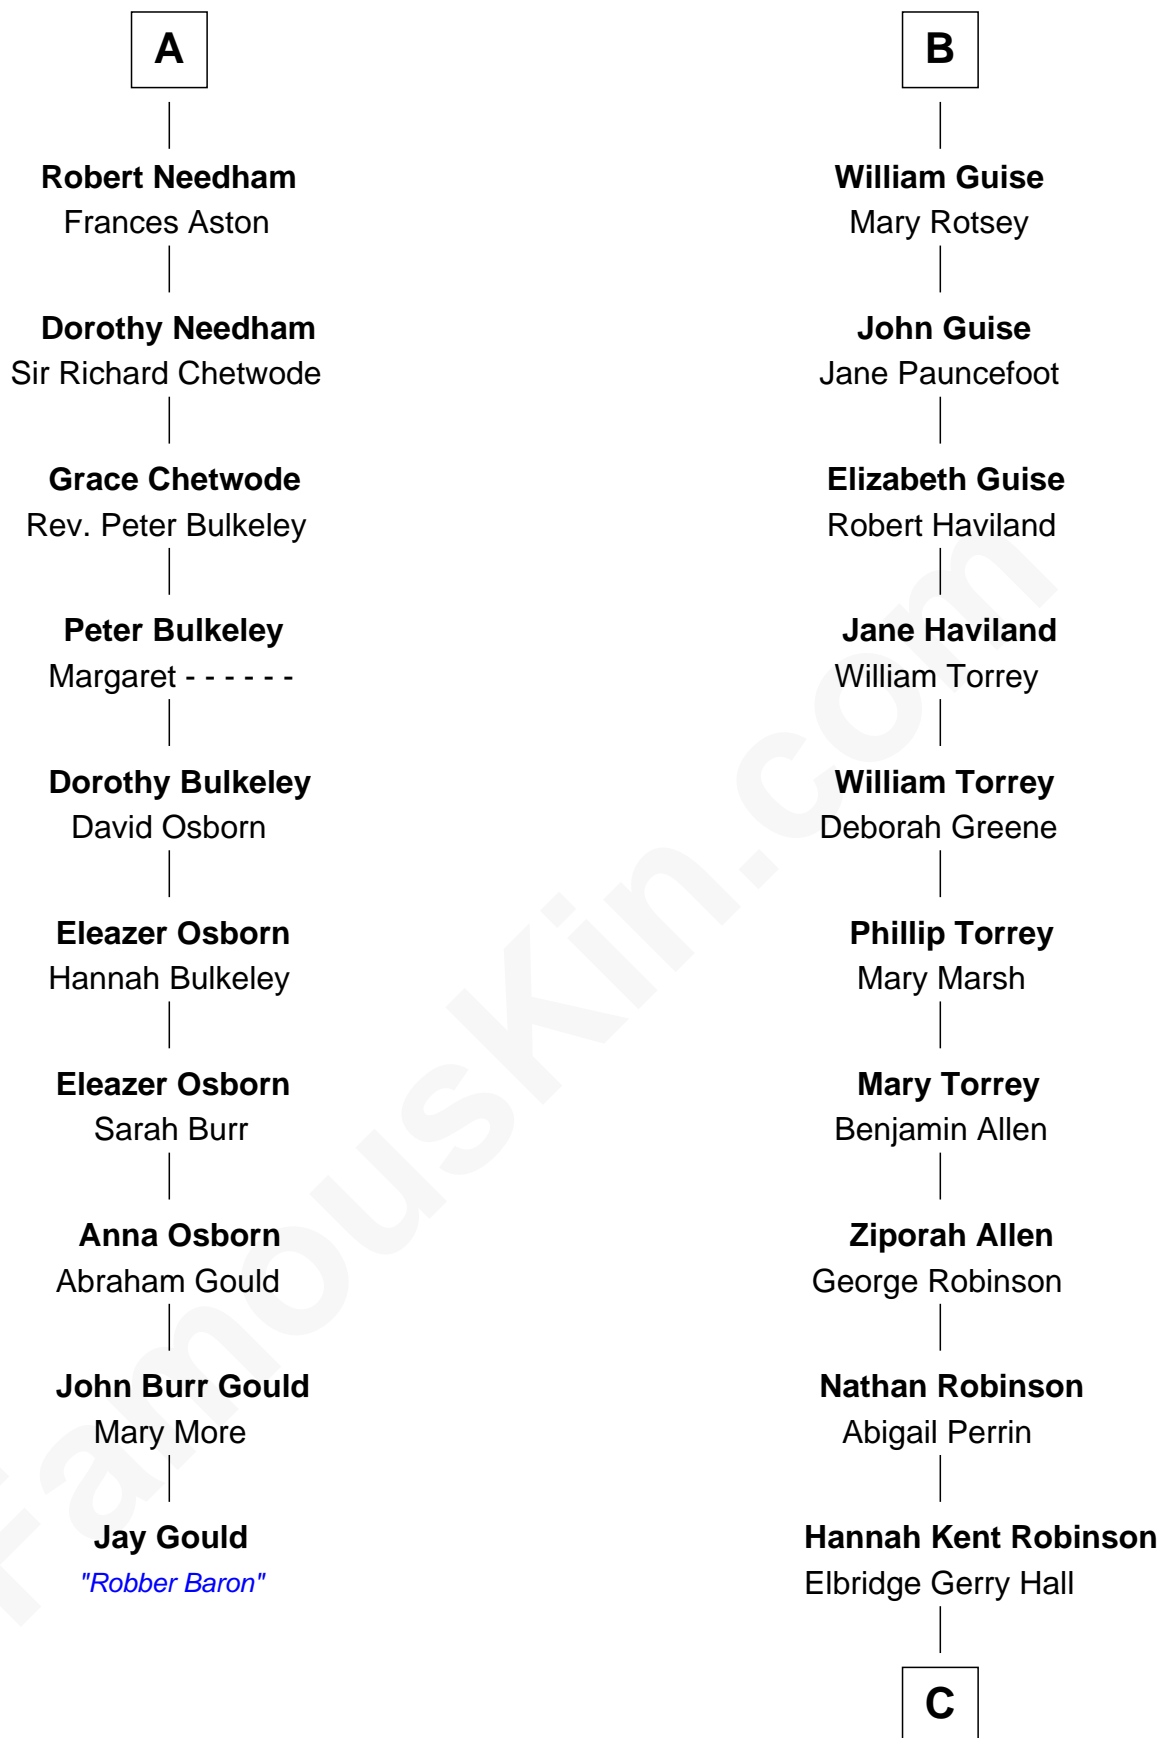 A
Robert Needham
Frances Aston
Dorothy Needham
Sir Richard Chetwode
Grace Chetwode
Rev. Peter Bulkeley
Peter Bulkeley
Margaret - - - - - -
Dorothy Bulkeley
David Osborn
Eleazer Osborn
Hannah Bulkeley
Eleazer Osborn
Sarah Burr
Anna Osborn
Abraham Gould
John Burr Gould
Mary More
Jay Gould
"Robber Baron"
B
William Guise
Mary Rotsey
John Guise
Jane Pauncefoot
Elizabeth Guise
Robert Haviland
Jane Haviland
William Torrey
William Torrey
Deborah Greene
Phillip Torrey
Mary Marsh
Mary Torrey
Benjamin Allen
Ziporah Allen
George Robinson
Nathan Robinson
Abigail Perrin
Hannah Kent Robinson
Elbridge Gerry Hall
C
FamousKin.com